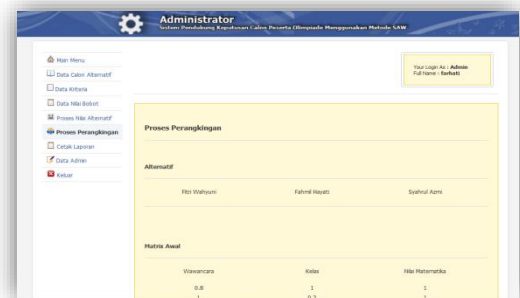 Administrator
Sistem Pendukung Keputusan Calon Peserta Olimpiade Menggunakan Metode SAW
Main Menu
Data Calon Alternatif
Data Kriteria
Data Nilai Bobot
Proses Nilai Alternatif
Proses Perangkingan
Cetak Laporan
Data Admin
Keluar
Your Login As : Admin
Full Name : farhati
Proses Perangkingan
Alternatif
Fitri Wahyuni Fahmil Hayati Syahrul Azmi
Matrix Awal
Wawancara Kelas Nilai Matematika
0.8 1 1